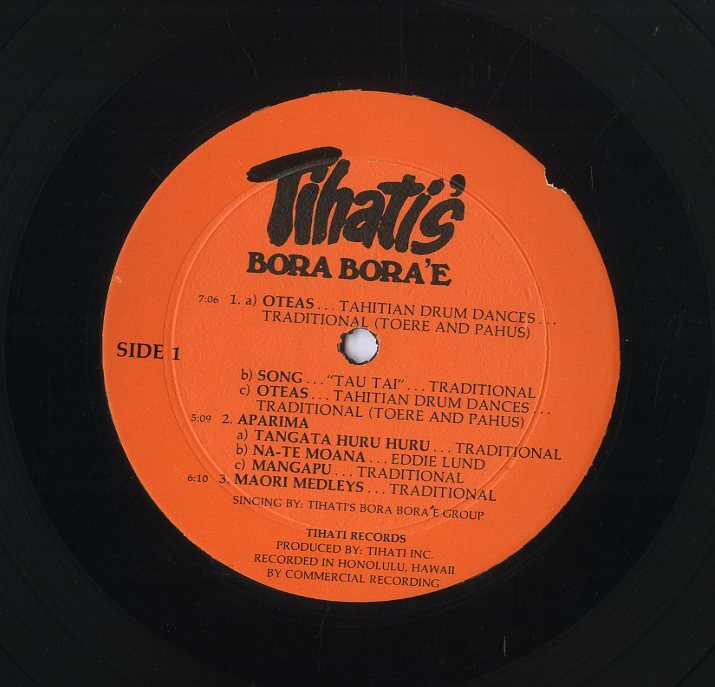 Tihati's
BORA BORA'E
7:06 1. a) OTEAS... TAHITIAN DRUM DANCES...
TRADITIONAL (TOERE AND PAHUS)
SIDE 1
b) SONG... "TAU TAI"... TRADITIONAL
c) OTEAS... TAHITIAN DRUM DANCES...
TRADITIONAL (TOERE AND PAHUS)
5:09 2. APARIMA
a) TANGATA HURU HURU... TRADITIONAL
b) NA-TE MOANA... EDDIE LUND
c) MANGAPU... TRADITIONAL
6:10 3. MAORI MEDLEYS... TRADITIONAL
SINGING BY: TIHATI'S BORA BORA'E GROUP
TIHATI RECORDS
PRODUCED BY: TIHATI INC.
RECORDED IN HONOLULU, HAWAII
BY COMMERCIAL RECORDING